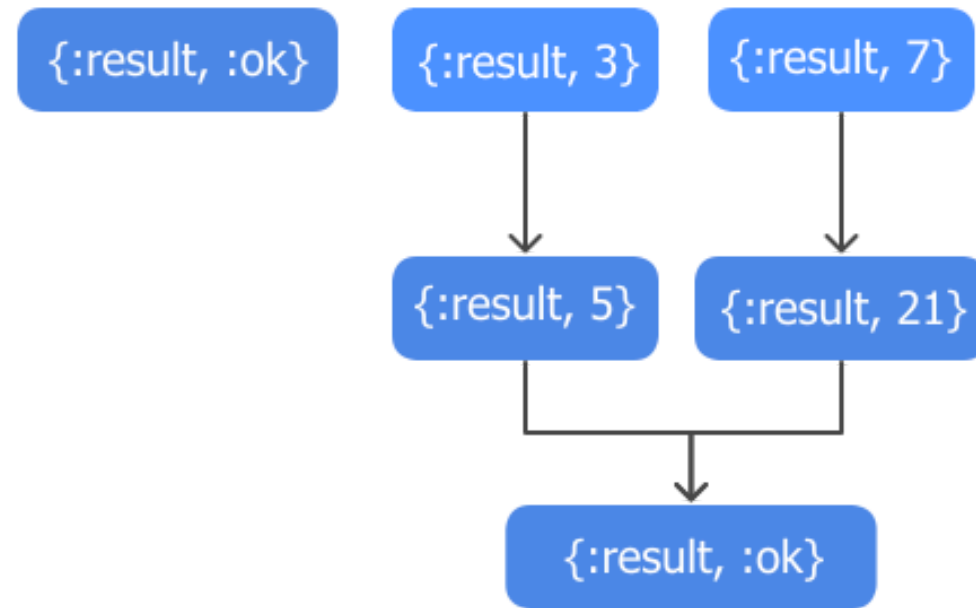 {:result, :ok}
{:result, 3}
{:result, 7}
{:result, 5}
{:result, 21}
{:result, :ok}